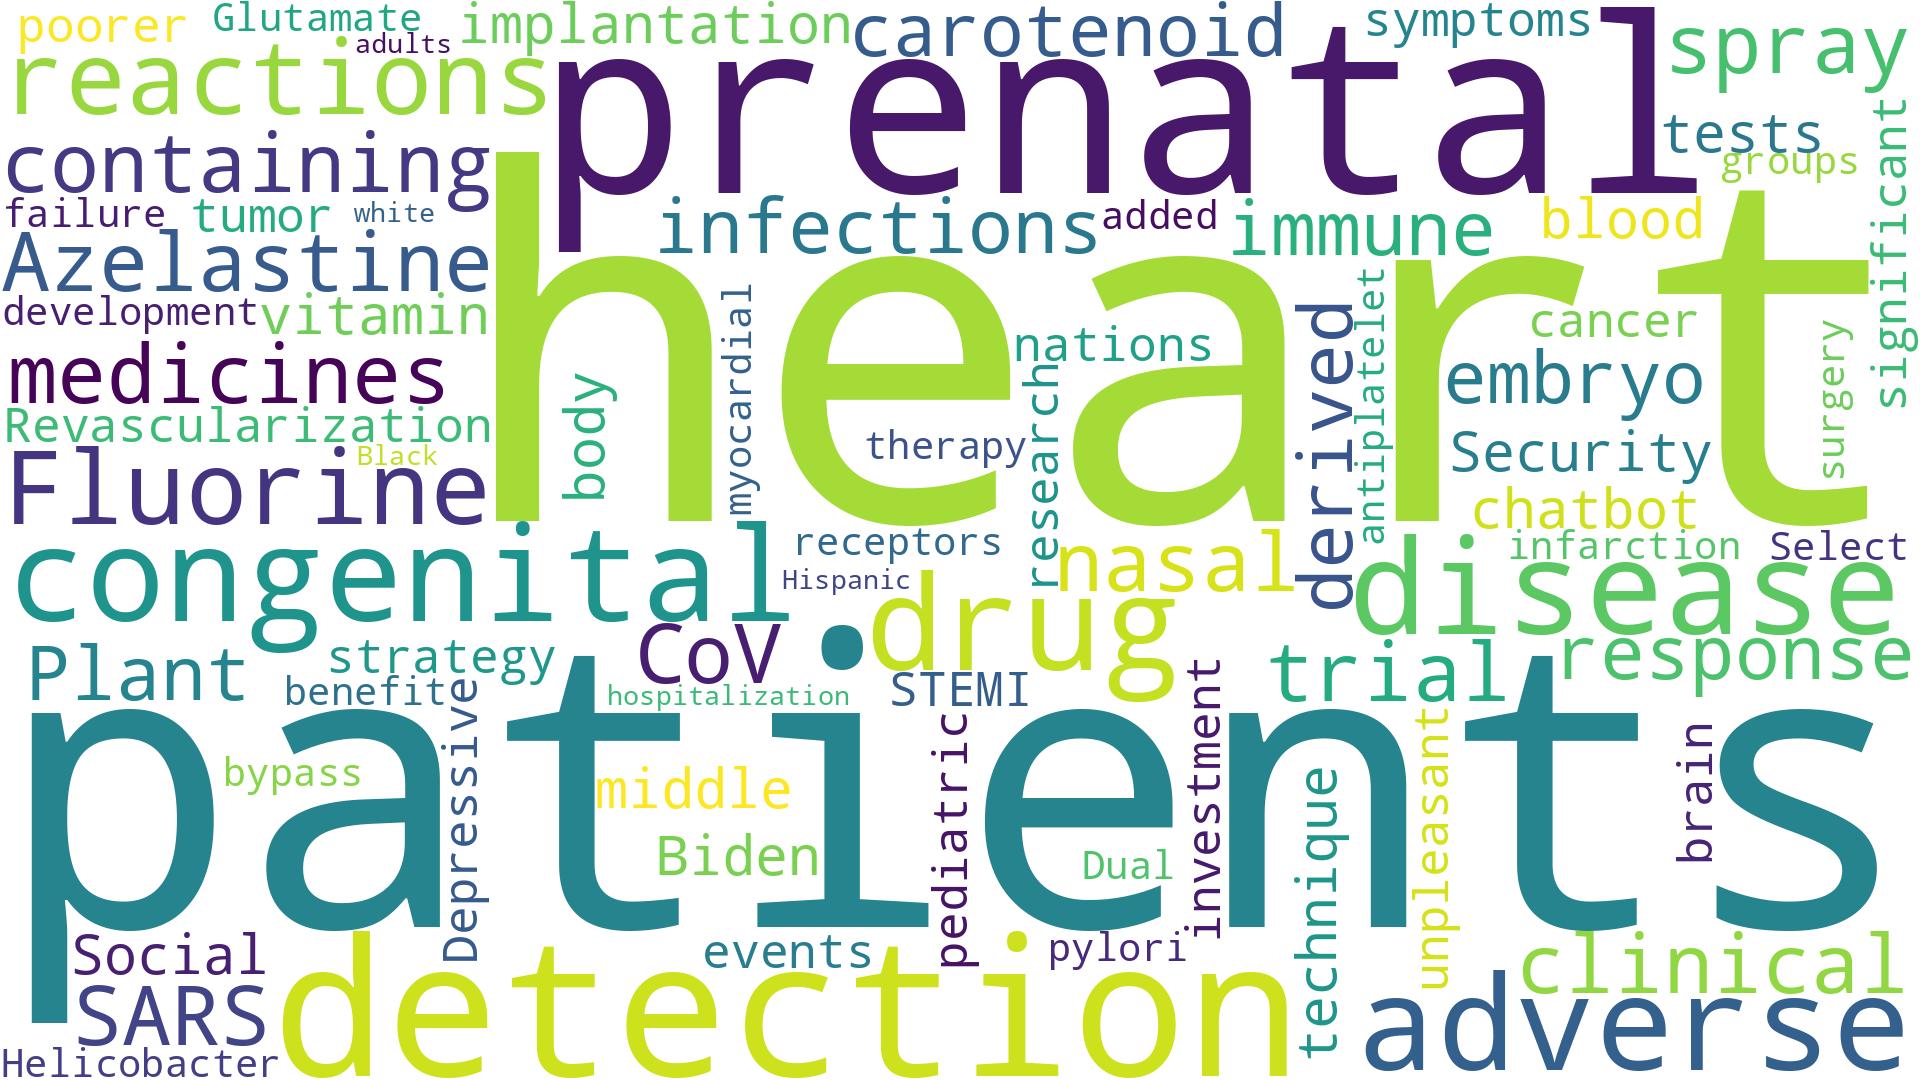 poorer
Glutamate
adults
implantation
carotenoid
symptoms
spray
reactions
prenatal
tests
groups
significant
containing
failure
tumor
white
infections
added
immune
blood
Azelastine
heart
development
vitamin
myocardial
nations
derived
antiplatelet
cancer
surgery
medicines
body
research
embryo
Revascularization
therapy
Security
Black
Fluorine
chatbot
congenital
receptors
nasal
infarction
Select
Hispanic
drug
disease
CoV
Plant
strategy
trial
response
benefit
hospitalization
STEMI
Depressive
patients
pediatric
investment
technique
unpleasant
brain
bypass
middle
Biden
Dual
Social
events
pylori
clinical
SARS
detection
adverse
Helicobacter